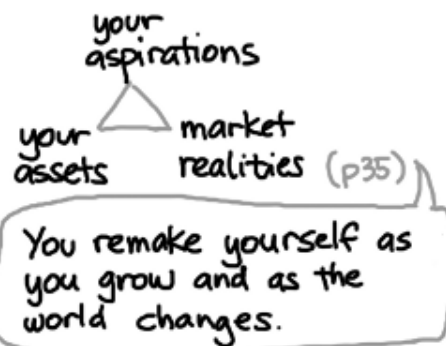 your
aspirations
your
assets
market
realities (p35)
You remake yourself as
you grow and as the
world changes.